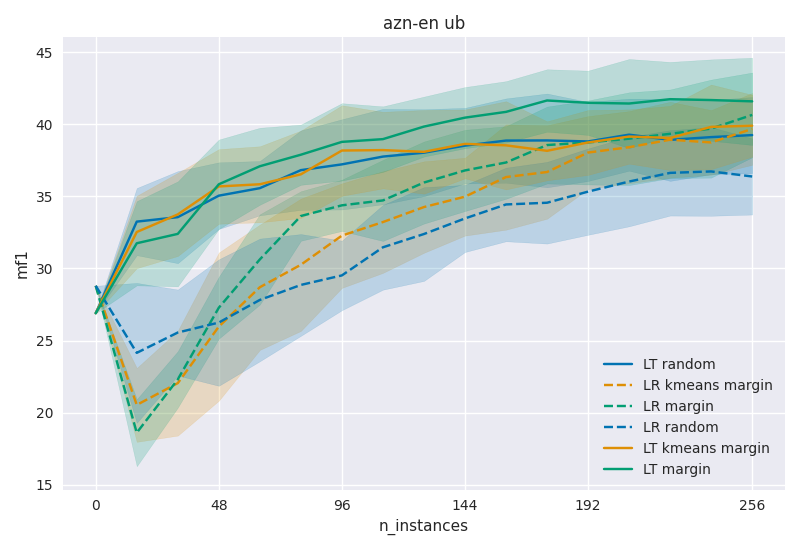 azn-en ub
45
40
35
30
25
20
15
mf1
0 48 96 144 192 256
n_instances
LT random
LR kmeans margin
LR margin
LR random
LT kmeans margin
LT margin